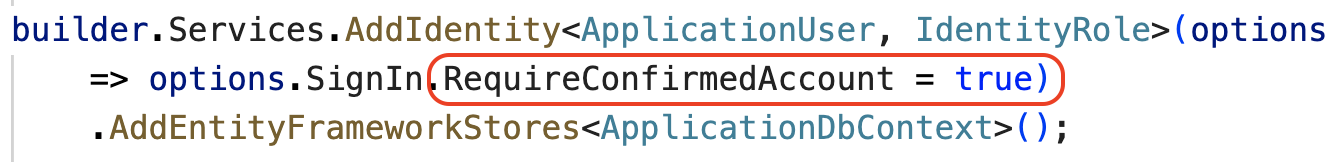 builder.Services.AddIdentity<ApplicationUser, IdentityRole>(options
=> options.SignIn.RequireConfirmedAccount = true)
.AddEntityFrameworkStores<ApplicationDbContext>();